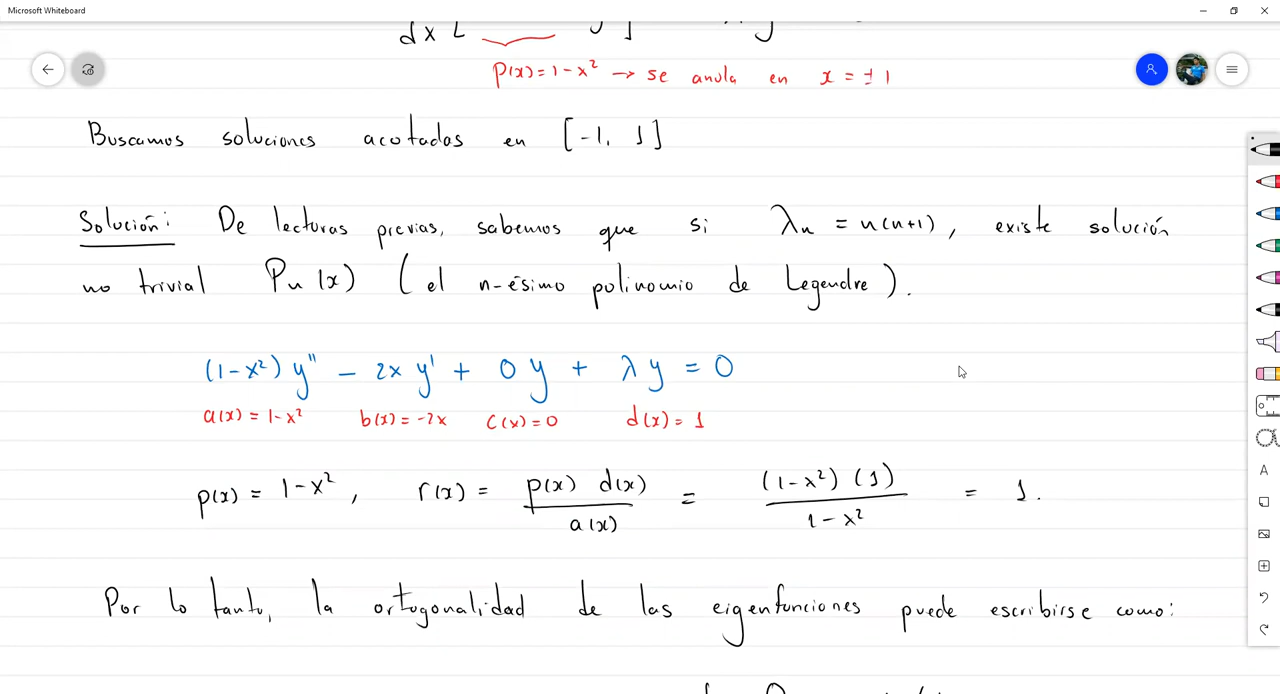 Microsoft Whiteboard
dx [
p(x) = 1-x² → se anula en x = ± 1
Buscamos soluciones acotadas en [-1, 1]
Solución: De lecturas previas, sabemos que si λn = n(n+1), existe solución
no trivial Pn(x) (el n-ésimo polinomio de Legendre).
(1-x²) y'' - 2x y' + 0 y + λ y = 0
a(x) = 1-x² b(x) = -2x c(x) = 0 d(x) = 1
p(x) = 1-x², r(x) = p(x) d(x) / a(x) = (1-x²) (1) / 1-x² = 1.
Por lo tanto, la ortogonalidad de las eigenfunciones puede escribirse como: